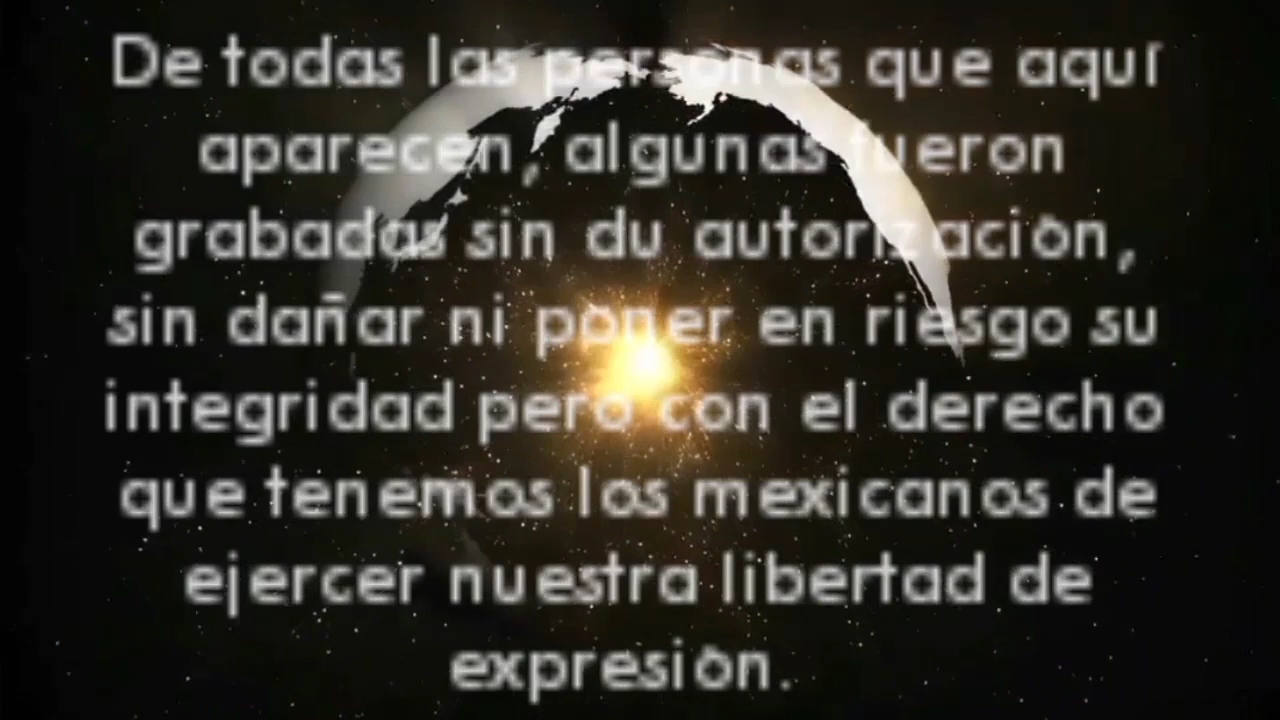 De todas las personas que aquí
aparecen, algunas fueron
grabadas sin du autorización,
sin dañar ni poner en riesgo su
integridad pero con el derecho
que tenemos los mexicanos de
ejercer nuestra libertad de
expresión.